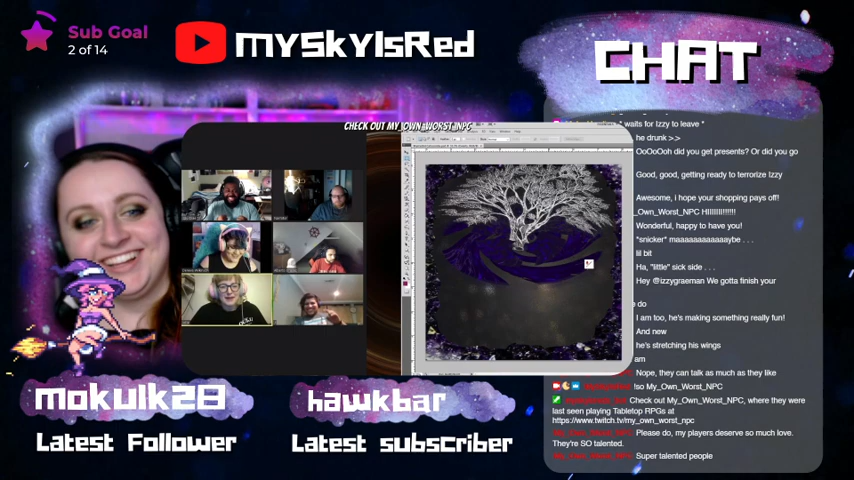 Sub Goal
2 of 14
MYSkyIsRed
CHAT
CHECK OUT MY_OWN_WORST_NPC
* waits for Izzy to leave *
he drunk >>
OoOoOoh did you get presents? Or did you go
Good, good, getting ready to terrorize Izzy
Awesome, i hope your shopping pays off!
_Own_Worst_NPC HIIIIIII!!!!!!!
Wonderful, happy to have you!
*snicker* maaaaaaaaaaaybe . . .
lil bit
Ha, "little" sick side . . .
Hey @izzygraeman We gotta finish your
do
I am too, he's making something really fun!
And new
he's stretching his wings
am
Nope, they can talk as much as they like
!so My_Own_Worst_NPC
Check out My_Own_Worst_NPC, where they were
last seen playing Tabletop RPGs at
https://www.twitch.tv/my_own_worst_npc
Please do, my players deserve so much love.
They're SO talented.
Super talented people
mokulk28
Latest Follower
hawkbar
Latest subscriber